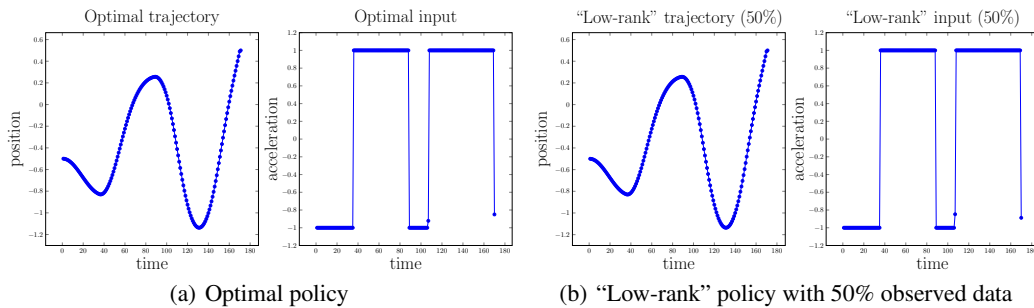 Optimal trajectory
0.6
0.4
0.2
0
−0.2
−0.4
−0.6
−0.8
−1
−1.2
position
0 20 40 60 80 100 120 140 160 180
time
Optimal input
1.2
1
0.8
0.6
0.4
0.2
0
−0.2
−0.4
−0.6
−0.8
−1
−1.2
acceleration
0 20 40 60 80 100 120 140 160 180
time
(a) Optimal policy
“Low-rank” trajectory (50%)
0.6
0.4
0.2
0
−0.2
−0.4
−0.6
−0.8
−1
−1.2
position
0 20 40 60 80 100 120 140 160 180
time
“Low-rank” input (50%)
1.2
1
0.8
0.6
0.4
0.2
0
−0.2
−0.4
−0.6
−0.8
−1
−1.2
acceleration
0 20 40 60 80 100 120 140 160 180
time
(b) “Low-rank” policy with 50% observed data